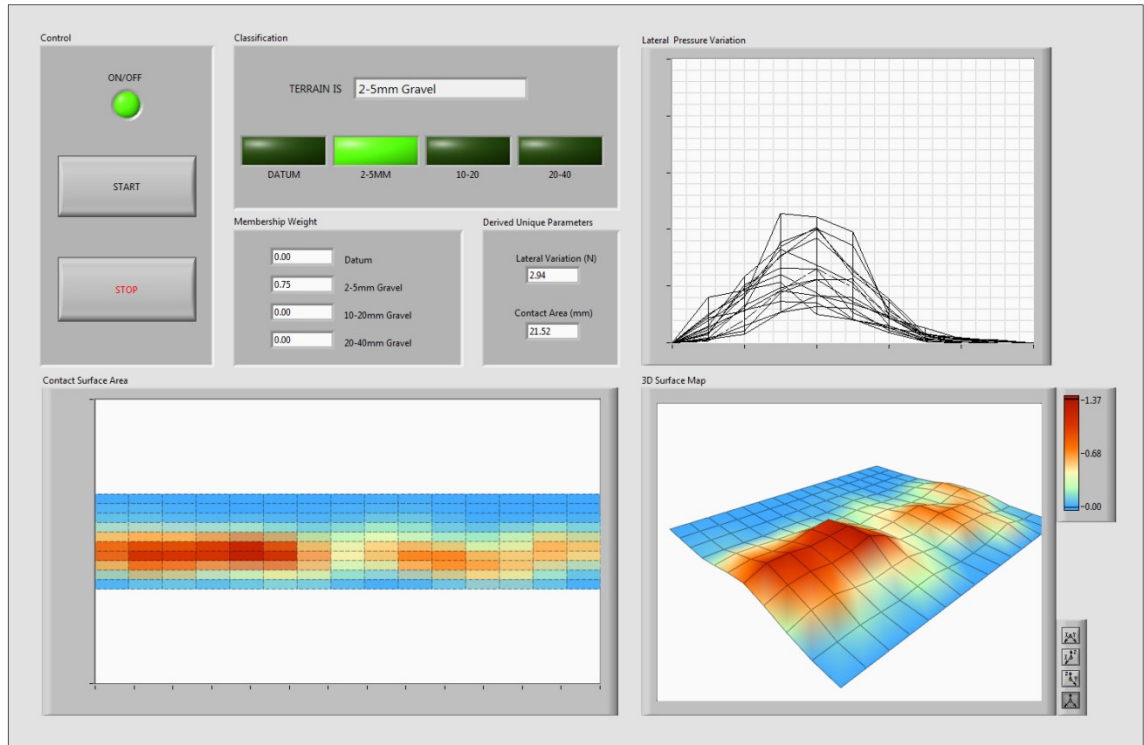 Control
ON/OFF
START
STOP
Classification
TERRAIN IS 2-5mm Gravel
DATUM 2-5MM 10-20 20-40
Membership Weight
0.00 Datum
0.75 2-5mm Gravel
0.00 10-20mm Gravel
0.00 20-40mm Gravel
Derived Unique Parameters
Lateral Variation (N)
2.94
Contact Area (mm)
21.52
Lateral Pressure Variation
Contact Surface Area
3D Surface Map
-1.37
-0.68
-0.00